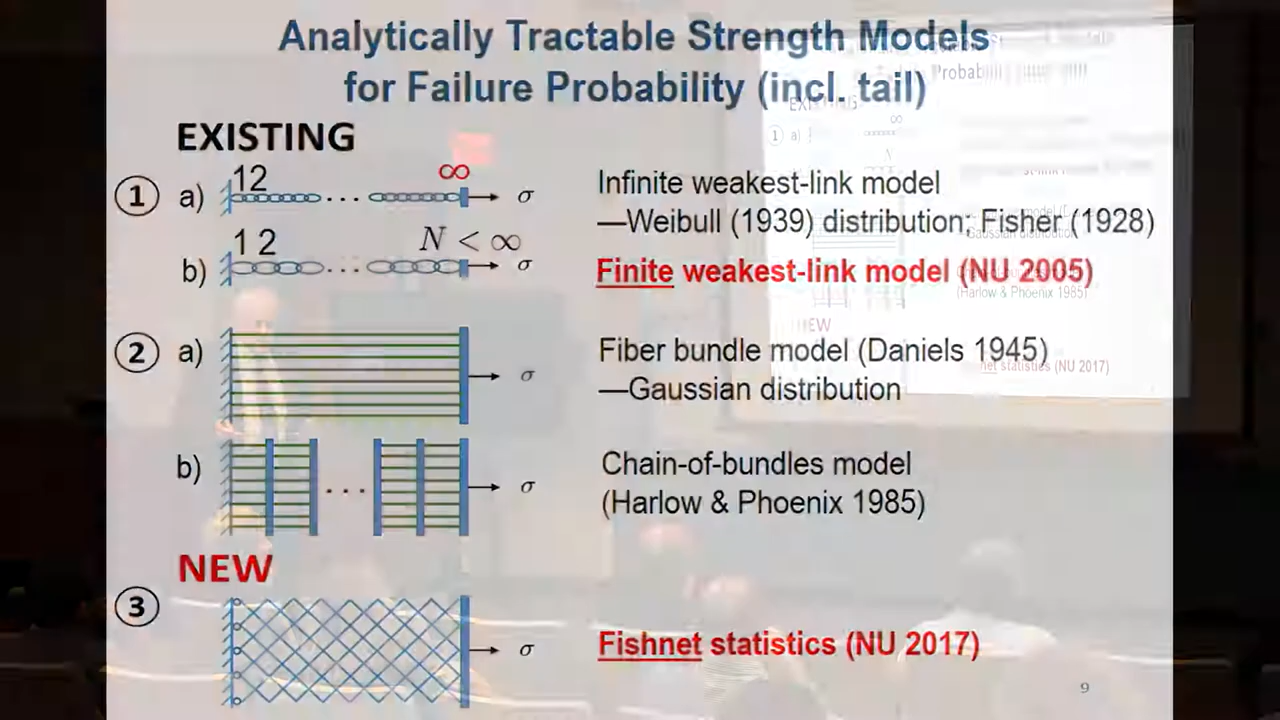 Analytically Tractable Strength Models
for Failure Probability (incl. tail)
EXISTING
1 a) 12 ... ∞ σ
Infinite weakest-link model
—Weibull (1939) distribution; Fisher (1928)
b) 1 2 ... N < ∞ σ
Finite weakest-link model (NU 2005)
2 a) σ
Fiber bundle model (Daniels 1945)
—Gaussian distribution
b) ... σ
Chain-of-bundles model
(Harlow & Phoenix 1985)
NEW
3 σ
Fishnet statistics (NU 2017)
9